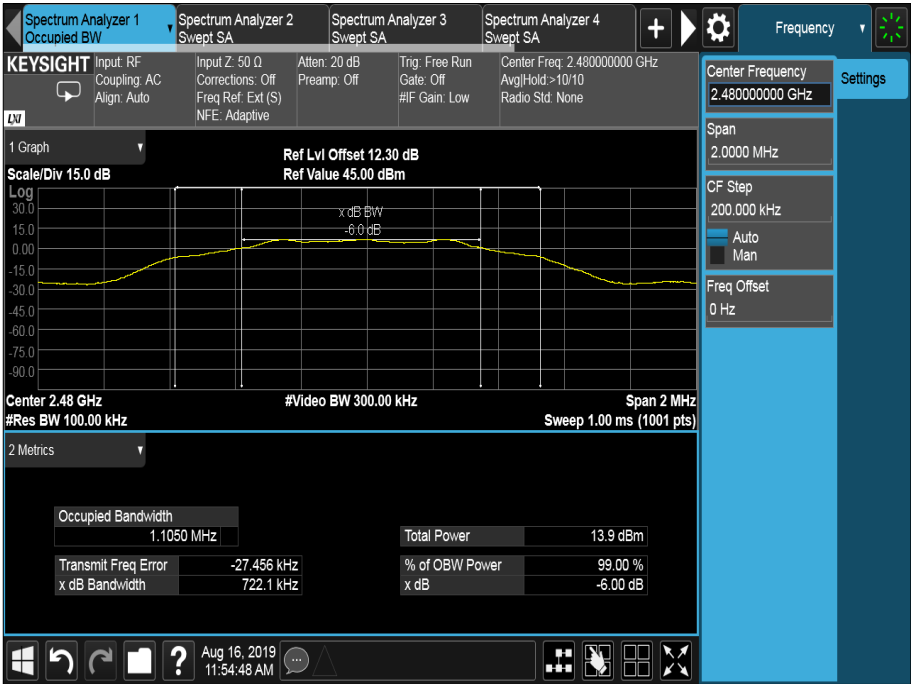 Spectrum Analyzer 1
Occupied BW
Spectrum Analyzer 2
Swept SA
Spectrum Analyzer 3
Swept SA
Spectrum Analyzer 4
Swept SA
+
Frequency
KEYSIGHT
LXI
Input: RF
Coupling: AC
Align: Auto
Input Z: 50 Ω
Corrections: Off
Freq Ref: Ext (S)
NFE: Adaptive
Atten: 20 dB
Preamp: Off
Trig: Free Run
Gate: Off
#IF Gain: Low
Center Freq: 2.480000000 GHz
Avg|Hold:>10/10
Radio Std: None
Center Frequency
2.480000000 GHz
Settings
Span
2.0000 MHz
CF Step
200.000 kHz
Auto
Man
Freq Offset
0 Hz
1 Graph
Scale/Div 15.0 dB
Ref Lvl Offset 12.30 dB
Ref Value 45.00 dBm
Log
30.0
15.0
0.00
-15.0
-30.0
-45.0
-60.0
-75.0
-90.0
x dB BW
-6.0 dB
Center 2.48 GHz
#Video BW 300.00 kHz
Span 2 MHz
#Res BW 100.00 kHz
Sweep 1.00 ms (1001 pts)
2 Metrics
Occupied Bandwidth
1.1050 MHz
Total Power 13.9 dBm
Transmit Freq Error -27.456 kHz
% of OBW Power 99.00 %
x dB Bandwidth 722.1 kHz
x dB -6.00 dB
?
Aug 16, 2019
11:54:48 AM